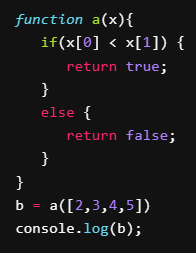 function a(x){
   if(x[0] < x[1]) {
      return true;
   }
   else {
      return false;
   }
}
b = a([2,3,4,5])
console.log(b);